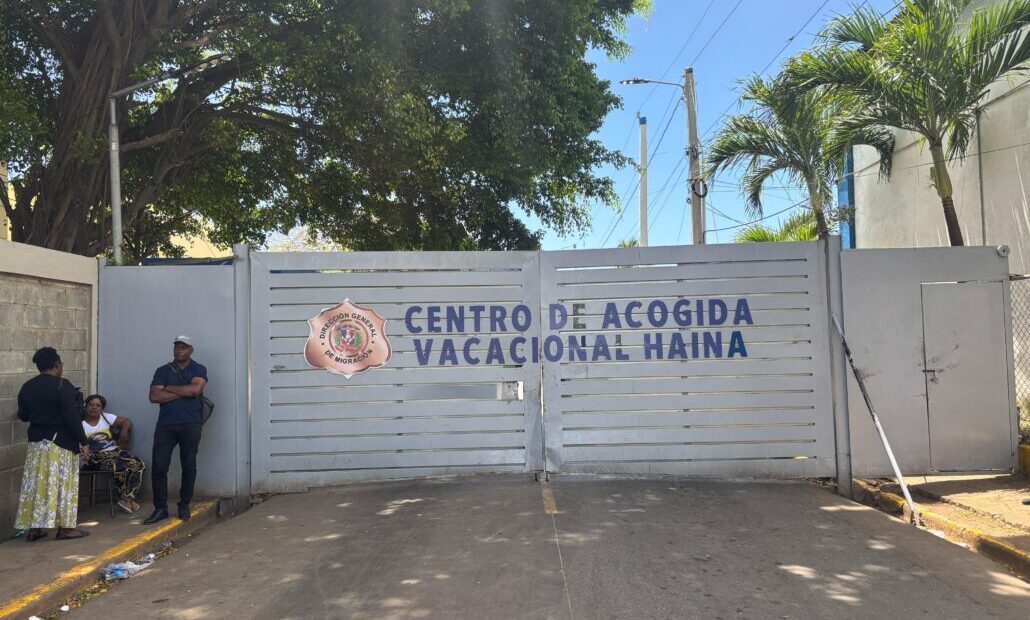 CENTRO DE ACOGIDA
VACACIONAL HAINA
DIRECCIÓN GENERAL
DE MIGRACIÓN